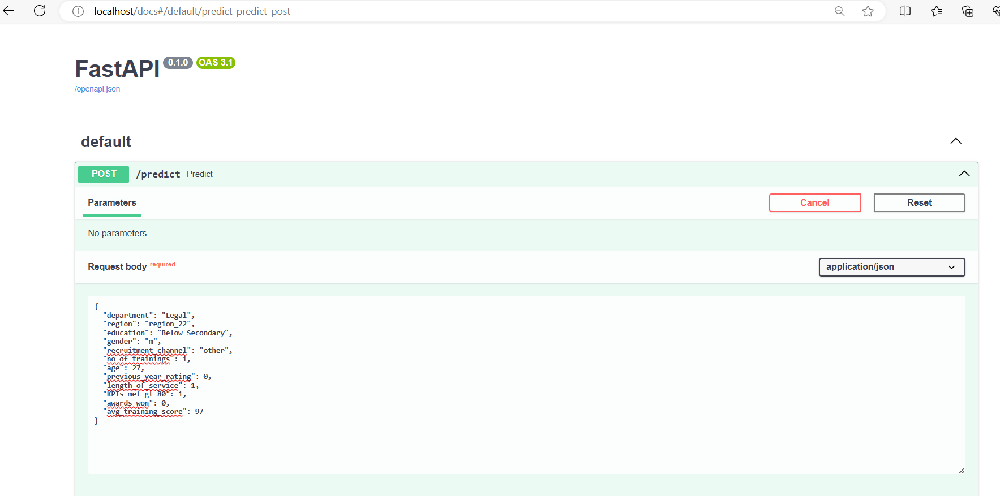 localhost/docs#/default/predict_predict_post
FastAPI 0.1.0 OAS 3.1
/openapi.json
default
POST /predict Predict
Parameters Cancel Reset
No parameters
Request body required application/json
{
  "department": "Legal",
  "region": "region_22",
  "education": "Below Secondary",
  "gender": "m",
  "recruitment_channel": "other",
  "no_of_trainings": 1,
  "age": 27,
  "previous_year_rating": 0,
  "length_of_service": 1,
  "KPIs_met_gt_80": 1,
  "awards_won": 0,
  "avg_training_score": 97
}